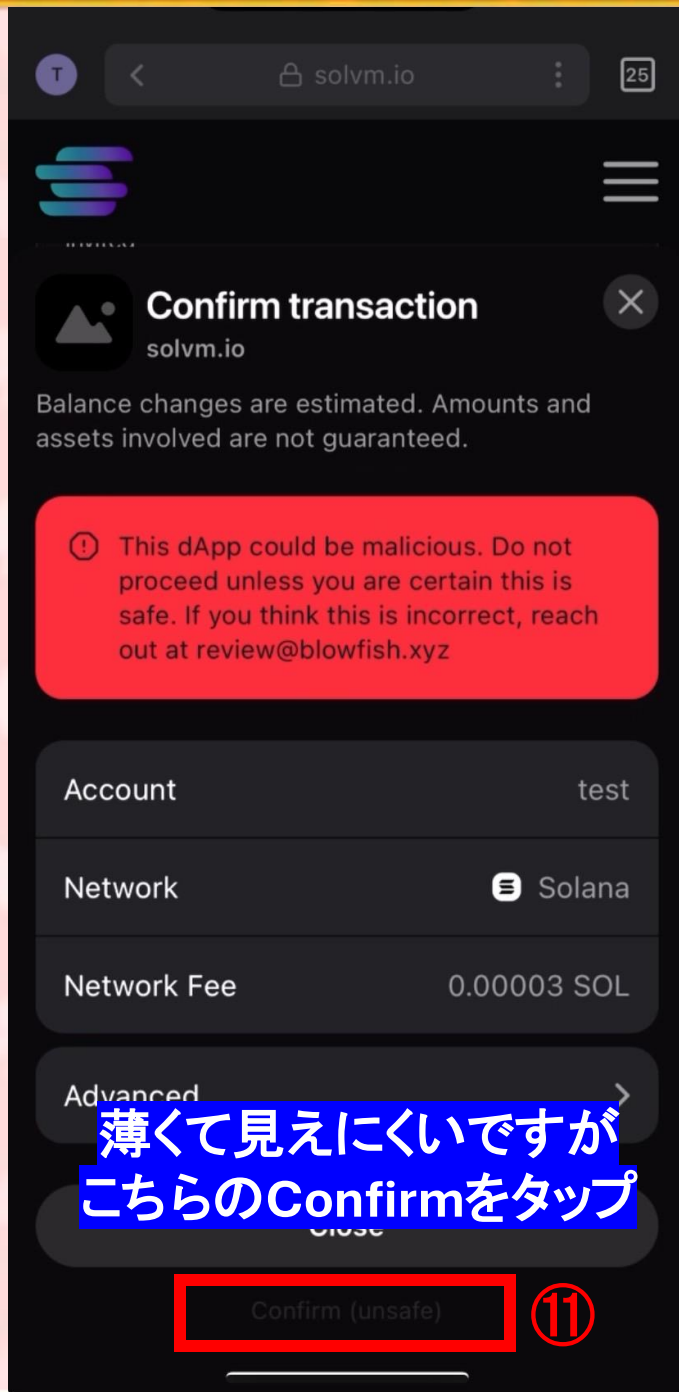 T
solvm.io
25
Confirm transaction
solvm.io
Balance changes are estimated. Amounts and
assets involved are not guaranteed.
This dApp could be malicious. Do not
proceed unless you are certain this is
safe. If you think this is incorrect, reach
out at review@blowfish.xyz
Account test
Network Solana
Network Fee 0.00003 SOL
Advanced
薄くて見えにくいですが
こちらのConfirmをタップ
Close
Confirm (unsafe)
⑪